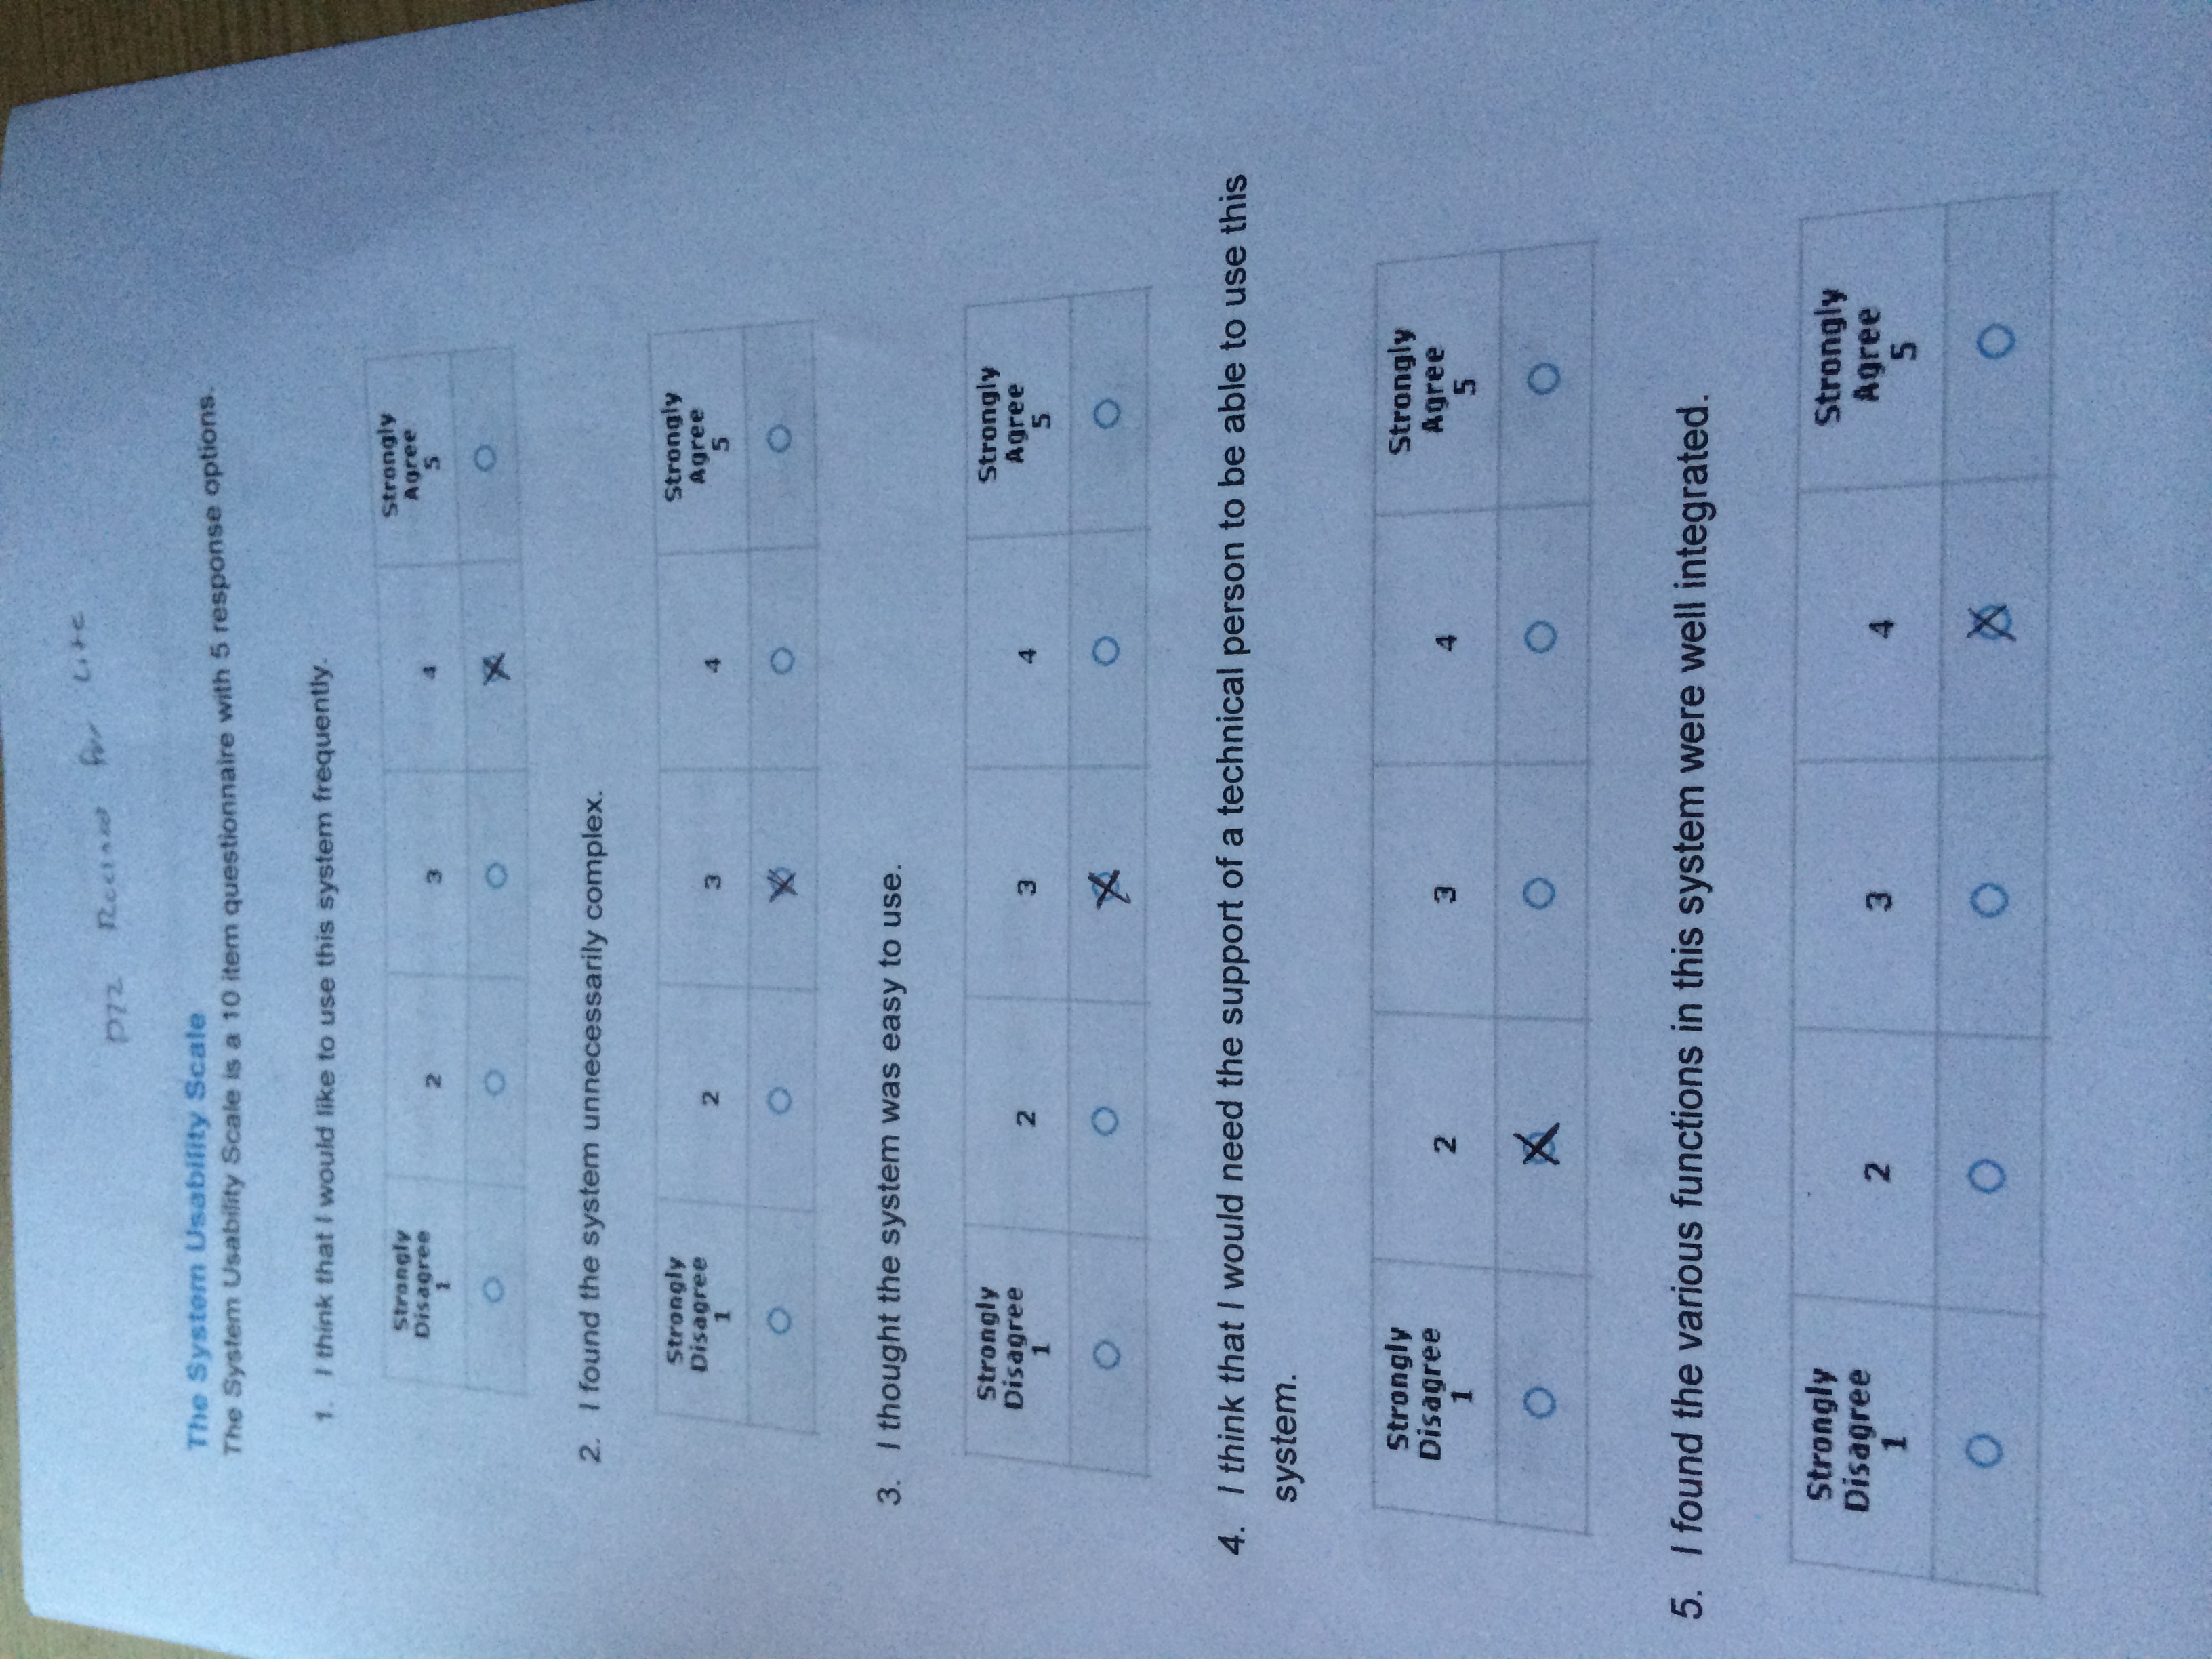 for Lite
The System Usability Scale
The System Usability Scale is a 10 item questionnaire with 5 response options.
1. I think that I would like to use this system frequently.
Strongly Disagree 1 2 3 4 Strongly Agree 5
2. I found the system unnecessarily complex.
Strongly Disagree 1 2 3 4 Strongly Agree 5
3. I thought the system was easy to use.
Strongly Disagree 1 2 3 4 Strongly Agree 5
4. I think that I would need the support of a technical person to be able to use this
system.
Strongly Disagree 1 2 3 4 Strongly Agree 5
5. I found the various functions in this system were well integrated.
Strongly Disagree 1 2 3 4 Strongly Agree 5